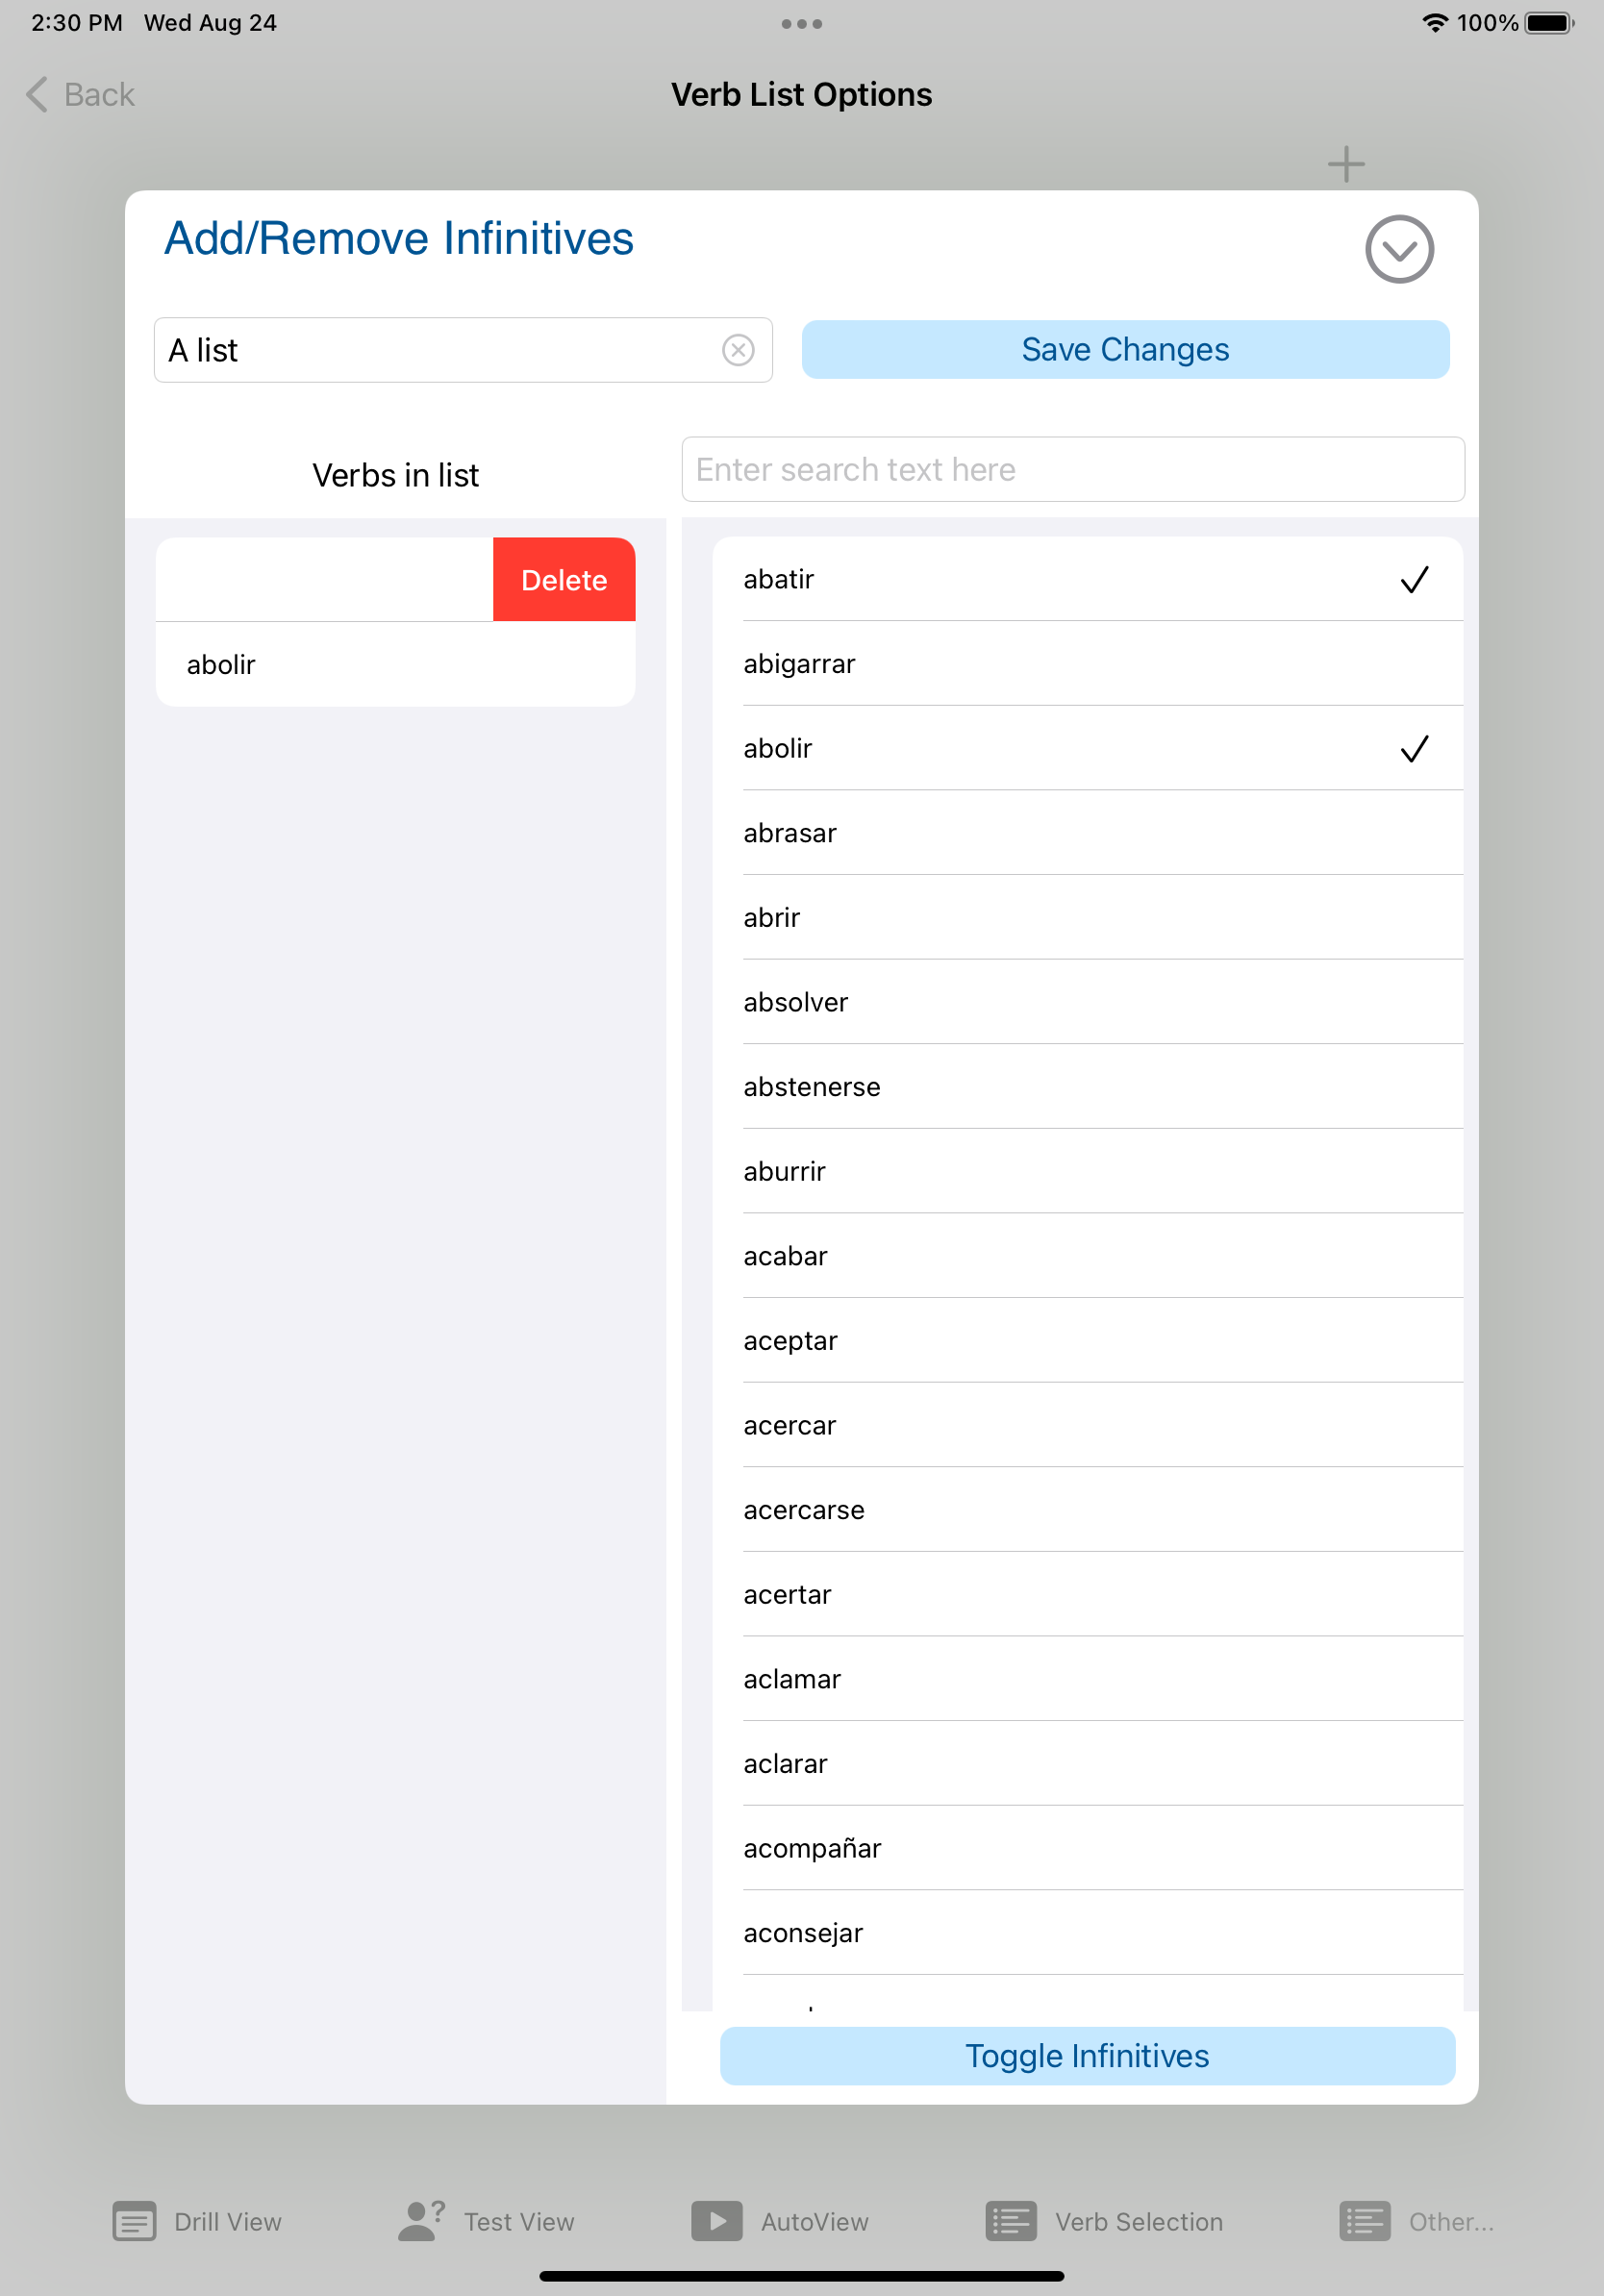 2:30 PM Wed Aug 24 100%
Back Verb List Options
Add/Remove Infinitives
A list Save Changes
Verbs in list
Enter search text here
Delete
abolir
abatir
abigarrar
abolir
abrasar
abrir
absolver
abstenerse
aburrir
acabar
aceptar
acercar
acercarse
acertar
aclamar
aclarar
acompañar
aconsejar
Toggle Infinitives
Drill View Test View AutoView Verb Selection Other...